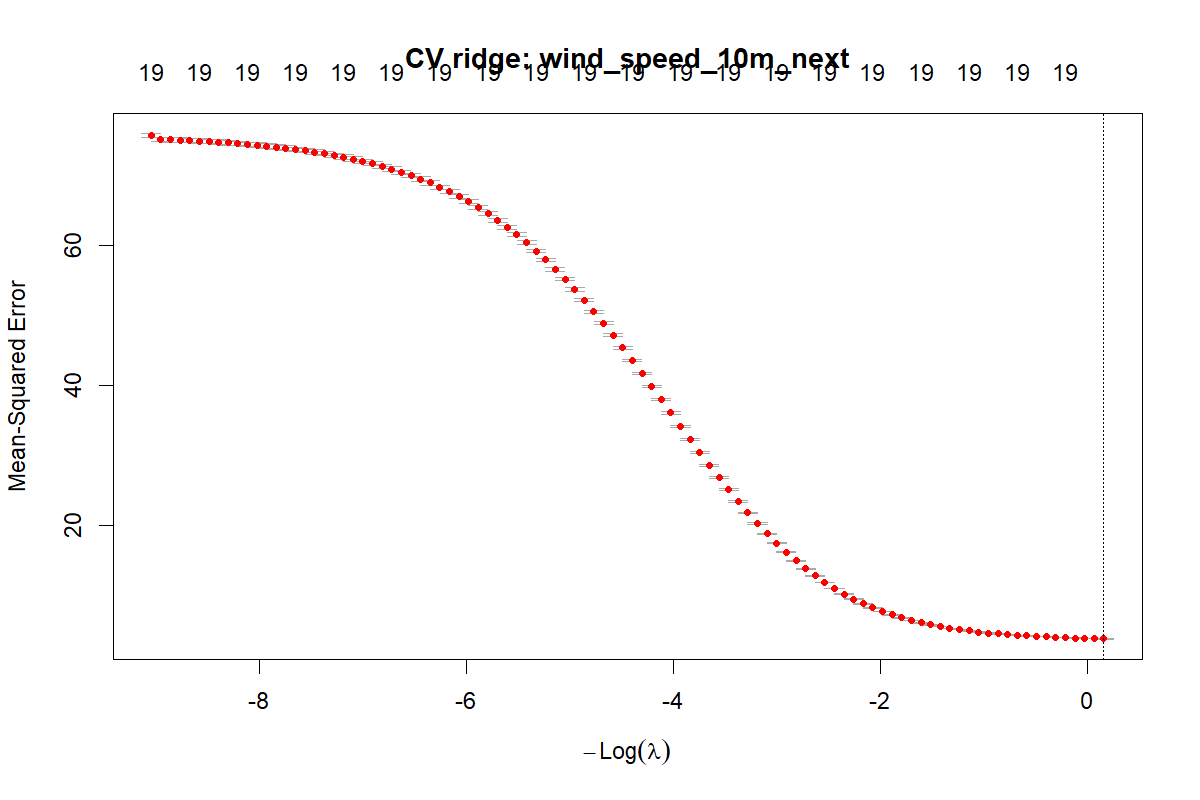 CV ridge: wind_speed_10m_next
19 19 19 19 19 19 19 19 19 19 19 19 19 19 19 19 19 19 19 19
60
40
20
Mean-Squared Error
-8 -6 -4 -2 0
−Log(λ)